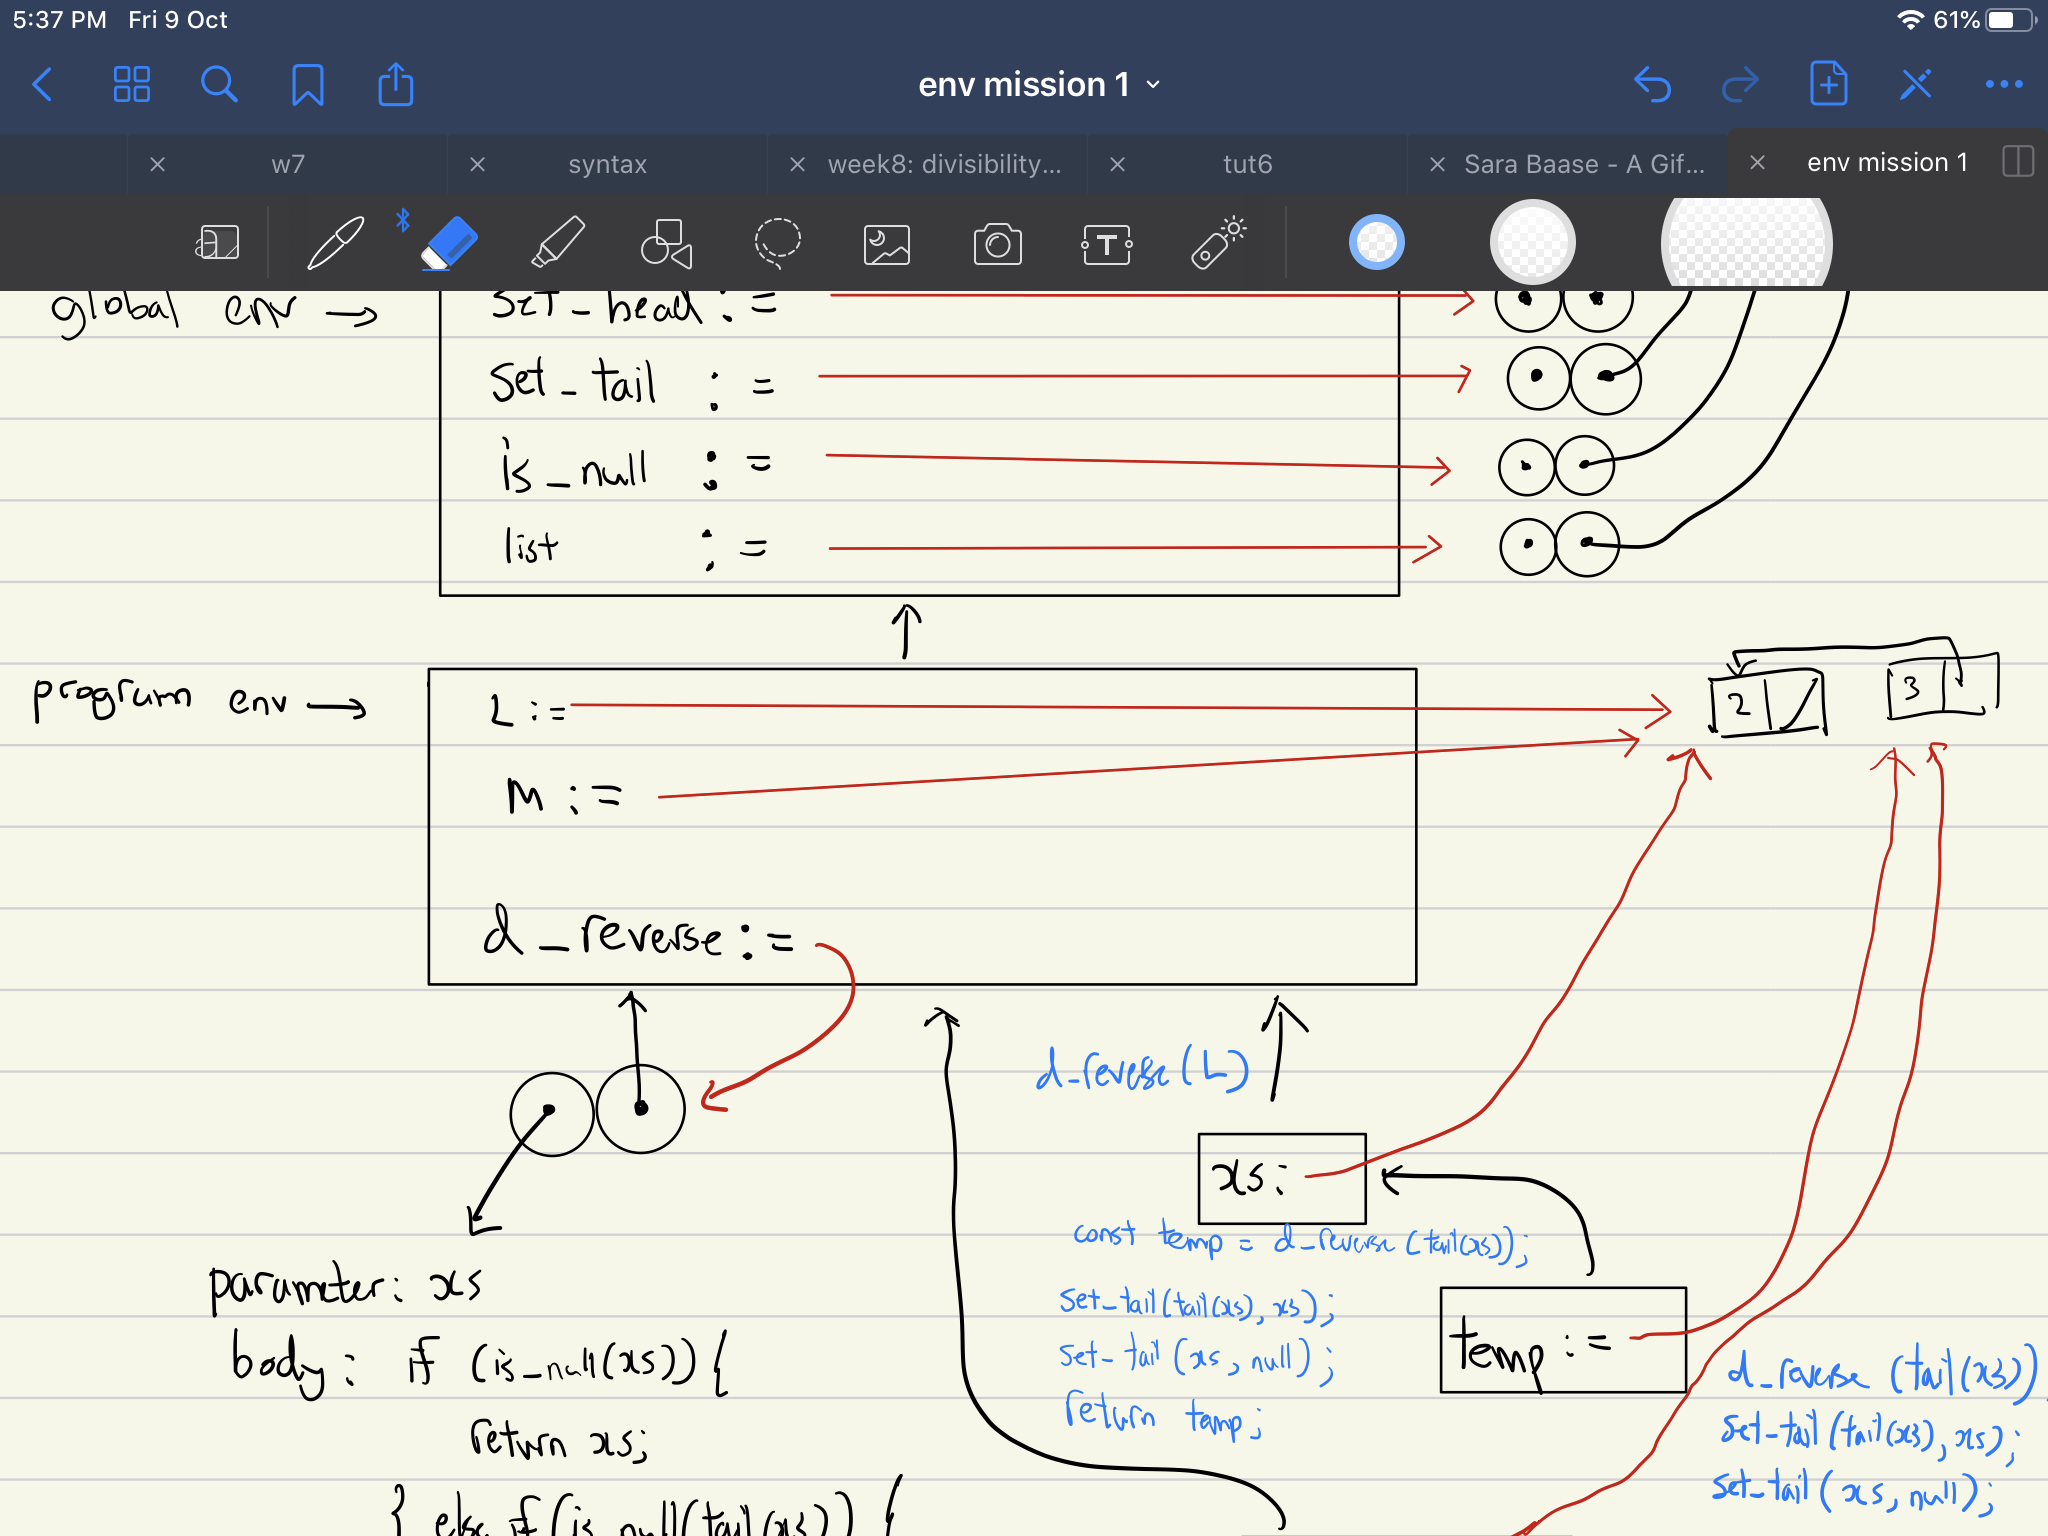 5:37 PM Fri 9 Oct 61%
env mission 1
w7 syntax week8: divisibility... tut6 Sara Baase - A Gif... env mission 1
T
global env → set_head : =
set_tail : =
is_null : =
list : =
program env → L :=
2 3
M :=
d_reverse :=
d_reverse (L)
xs:
const temp = d_reverse (tail(xs));
parameter: xs
set_tail(tail(xs), xs);
temp :=
body: if (is_null(xs)) {
set_tail (xs, null);
d_reverse (tail(xs))
return temp;
return xs;
set_tail(tail(xs), xs);
set_tail( xs, null);
} else if (is_null(tail(xs)) {